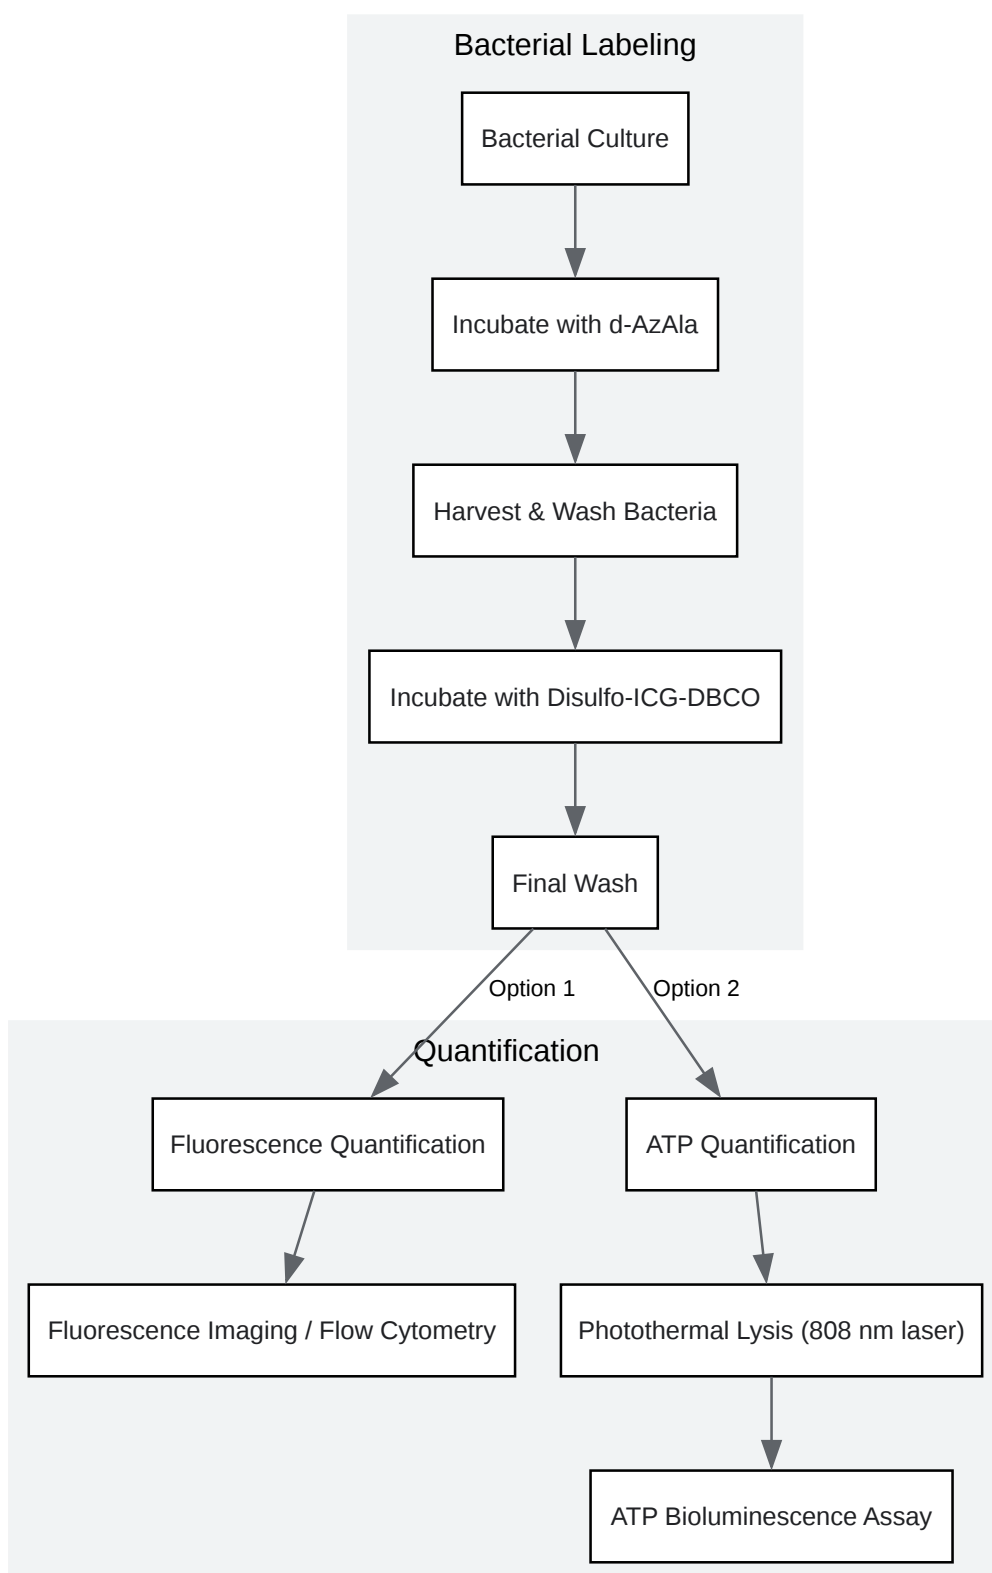 Bacterial Labeling
Bacterial Culture
Incubate with d-AzAla
Harvest & Wash Bacteria
Incubate with Disulfo-ICG-DBCO
Final Wash
Option 1
Option 2
Quantification
Fluorescence Quantification
ATP Quantification
Fluorescence Imaging / Flow Cytometry
Photothermal Lysis (808 nm laser)
ATP Bioluminescence Assay